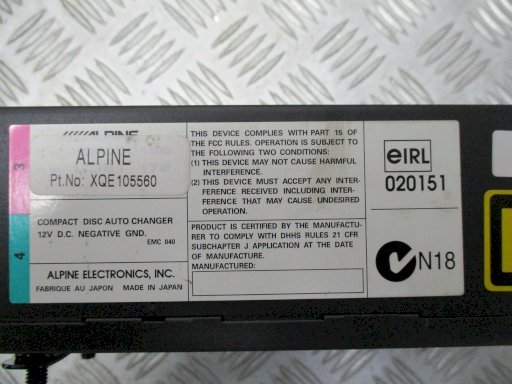 3
4
ALPINE
ALPINE
Pt.No: XQE105560
COMPACT DISC AUTO CHANGER
12V D.C. NEGATIVE GND.
EMC 040
ALPINE ELECTRONICS, INC.
FABRIQUE AU JAPON MADE IN JAPAN
THIS DEVICE COMPLIES WITH PART 15 OF
THE FCC RULES. OPERATION IS SUBJECT TO
THE FOLLOWING TWO CONDITIONS:
(1) THIS DEVICE MAY NOT CAUSE HARMFUL
INTERFERENCE.
(2) THIS DEVICE MUST ACCEPT ANY INTER-
FERENCE RECEIVED INCLUDING INTER-
FERENCE THAT MAY CAUSE UNDESIRED
OPERATION.
PRODUCT IS CERTIFIED BY THE MANUFACTU-
RER TO COMPLY WITH DHHS RULES 21 CFR
SUBCHAPTER J APPLICATION AT THE DATE
OF MANUFACTURE.
MANUFACTURED:
eIRL
020151
N18